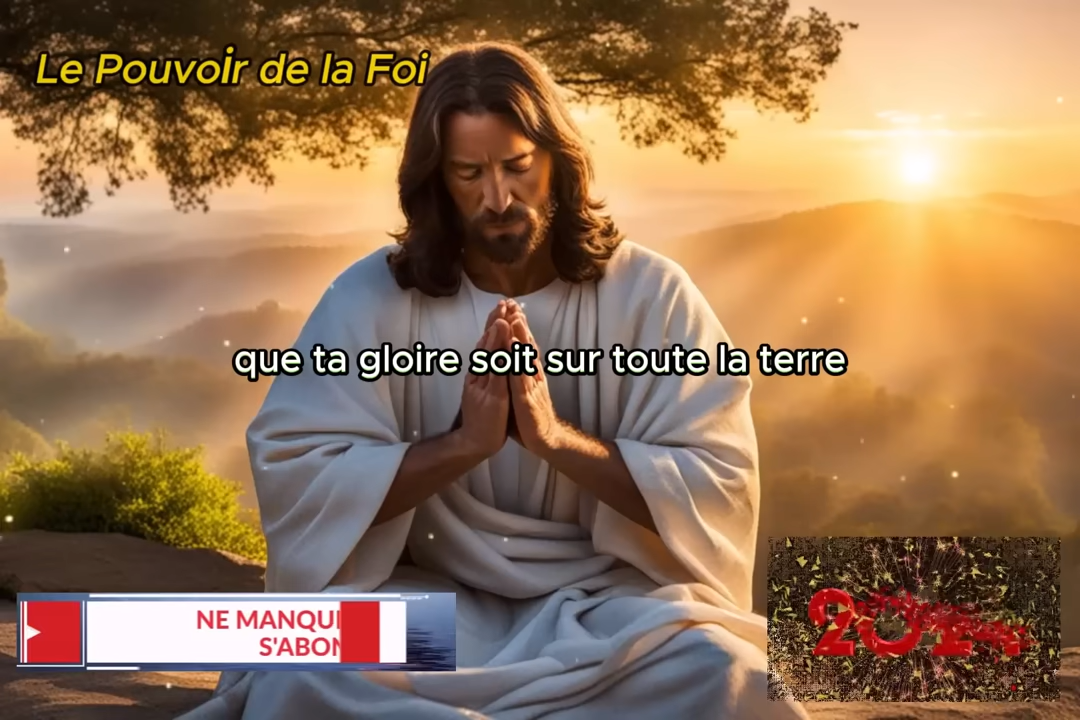 Le Pouvoir de la Foi
que ta gloire soit sur toute la terre
NE MANQU
S'ABON